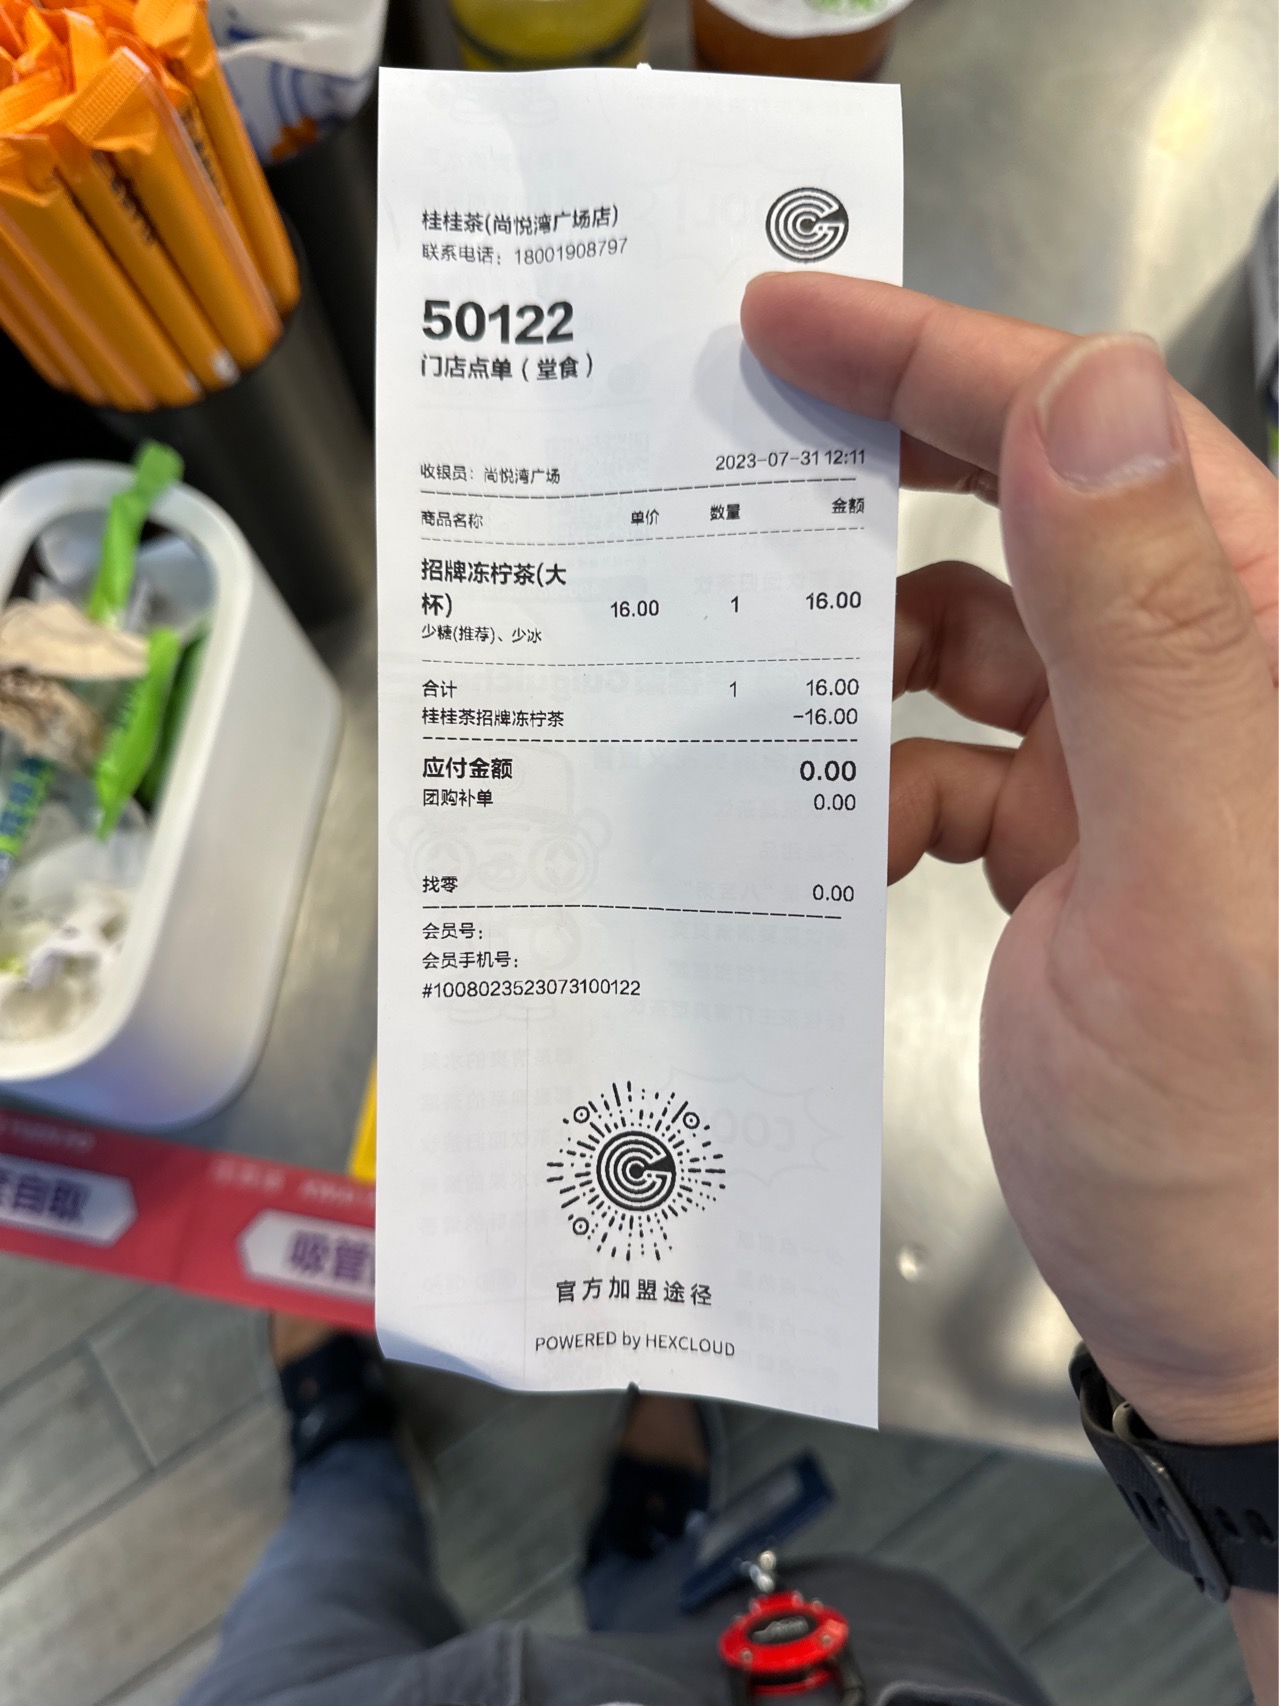 桂桂茶(尚悦湾广场店)
联系电话：18001908797
50122
门店点单（堂食）
收银员：尚悦湾广场 2023-07-31 12:11
商品名称 单价 数量 金额
招牌冻柠茶(大
杯) 16.00 1 16.00
少糖(推荐)、少冰
合计 1 16.00
桂桂茶招牌冻柠茶 -16.00
应付金额 0.00
团购补单 0.00
找零 0.00
会员号：
会员手机号：
#1008023523073100122
官方加盟途径
POWERED by HEXCLOUD
自取
吸管